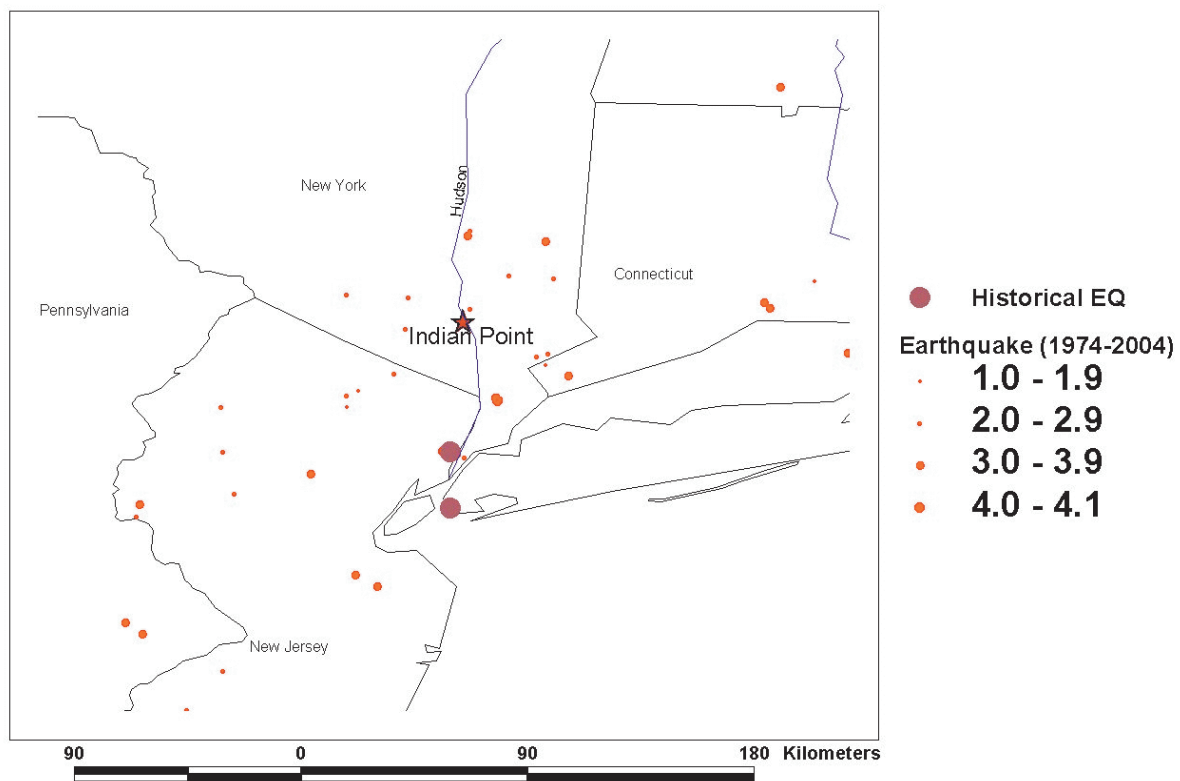 New York
Hudson
Connecticut
Pennsylvania
Indian Point
New Jersey
Historical EQ
Earthquake (1974-2004)
1.0 - 1.9
2.0 - 2.9
3.0 - 3.9
4.0 - 4.1
90 0 90 180 Kilometers